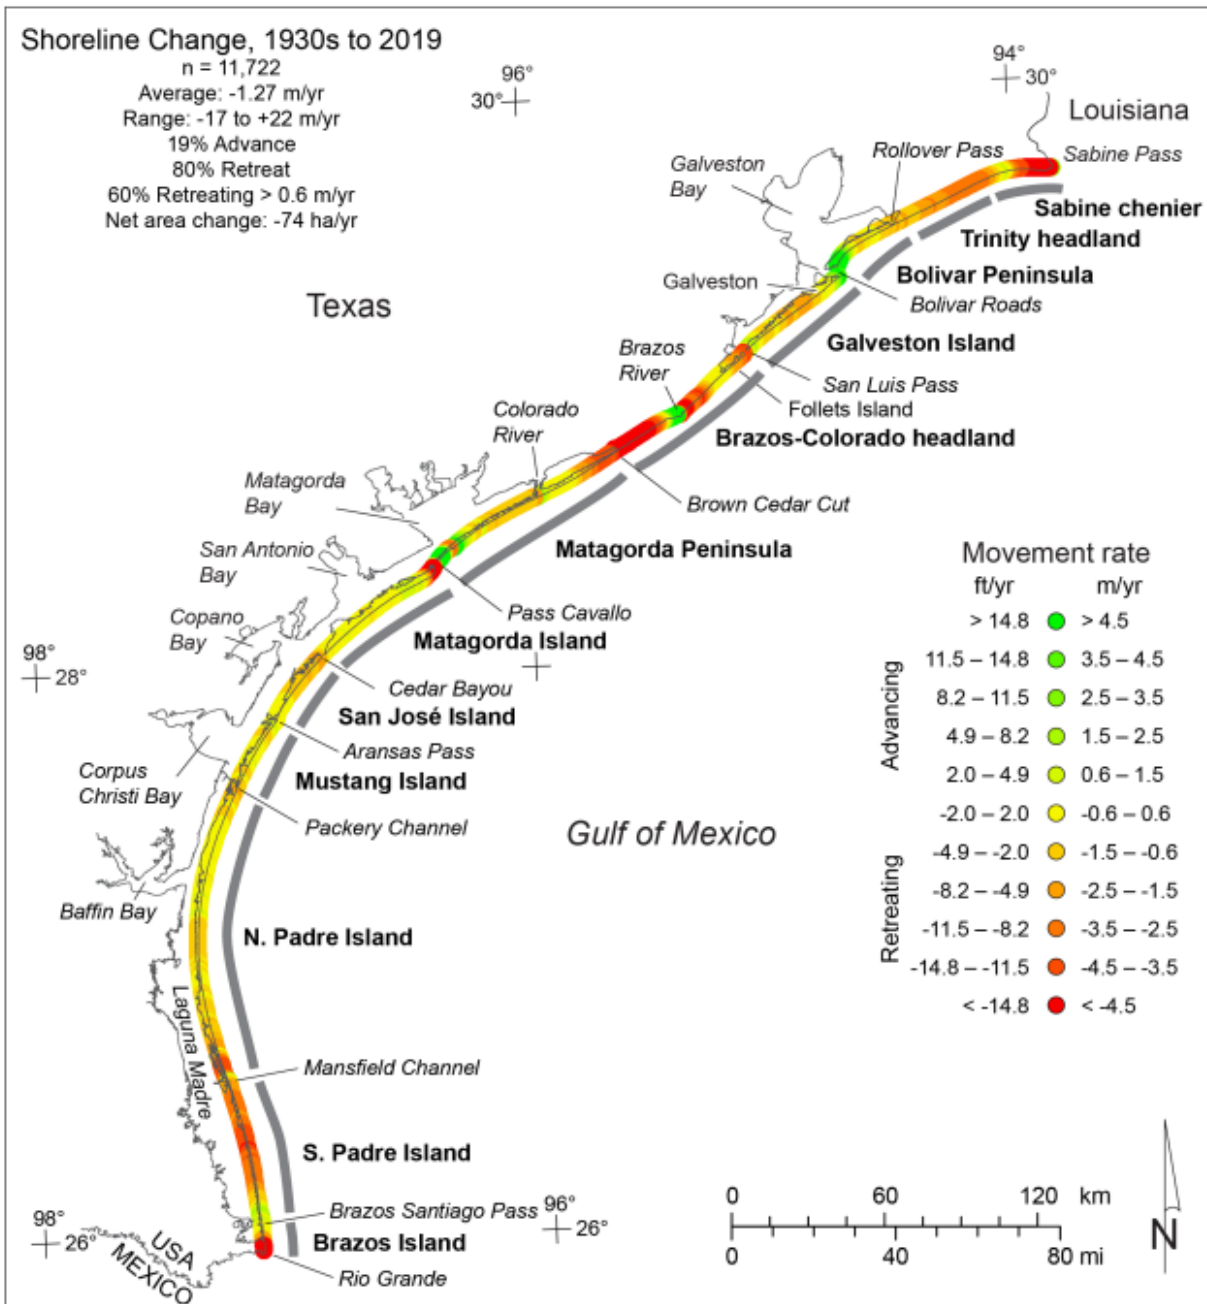 Shoreline Change, 1930s to 2019
n = 11,722
Average: -1.27 m/yr
Range: -17 to +22 m/yr
19% Advance
80% Retreat
60% Retreating > 0.6 m/yr
Net area change: -74 ha/yr
96°
30°
94°
30°
Louisiana
Sabine Pass
Rollover Pass
Galveston
Bay
Sabine chenier
Trinity headland
Bolivar Peninsula
Bolivar Roads
Galveston
Texas
Galveston Island
Brazos
River
San Luis Pass
Follets Island
Brazos-Colorado headland
Colorado
River
Brown Cedar Cut
Matagorda
Bay
Matagorda Peninsula
San Antonio
Bay
Pass Cavallo
Matagorda Island
Copano
Bay
98°
28°
Cedar Bayou
San José Island
Aransas Pass
Corpus
Christi Bay
Mustang Island
Packery Channel
Gulf of Mexico
Baffin Bay
N. Padre Island
Laguna Madre
Mansfield Channel
S. Padre Island
Brazos Santiago Pass
Brazos Island
Rio Grande
98°
26°
USA
MEXICO
96°
26°
Movement rate
ft/yr m/yr
Advancing
> 14.8 > 4.5
11.5 – 14.8 3.5 – 4.5
8.2 – 11.5 2.5 – 3.5
4.9 – 8.2 1.5 – 2.5
2.0 – 4.9 0.6 – 1.5
-2.0 – 2.0 -0.6 – 0.6
Retreating
-4.9 – -2.0 -1.5 – -0.6
-8.2 – -4.9 -2.5 – -1.5
-11.5 – -8.2 -3.5 – -2.5
-14.8 – -11.5 -4.5 – -3.5
< -14.8 < -4.5
0 60 120 km
0 40 80 mi
N